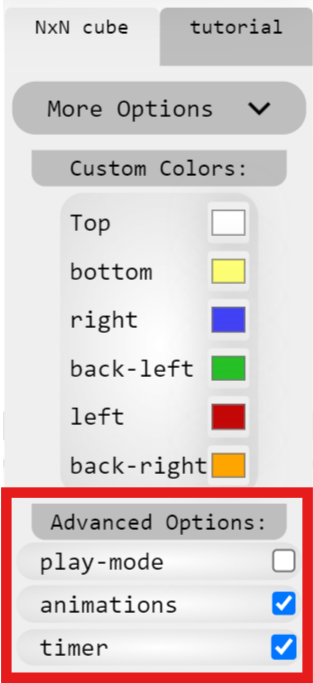 NxN cube tutorial
More Options
Custom Colors:
Top
bottom
right
back-left
left
back-right
Advanced Options:
play-mode
animations
timer